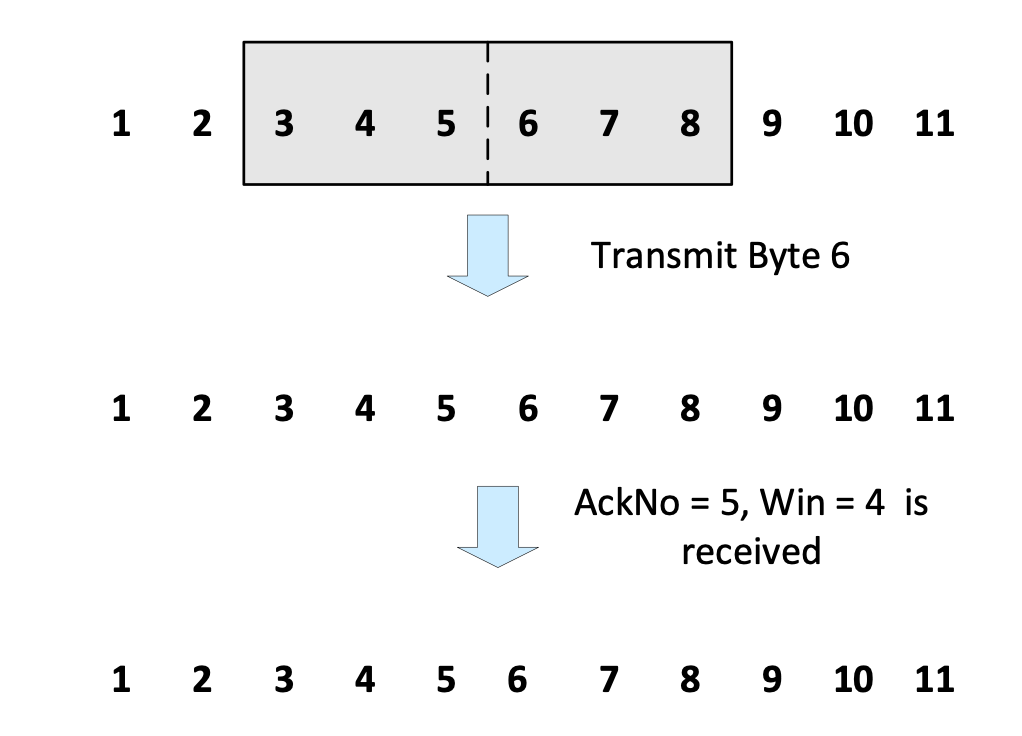 1 2 3 4 5 6 7 8 9 10 11
Transmit Byte 6
1 2 3 4 5 6 7 8 9 10 11
AckNo = 5, Win = 4 is
received
1 2 3 4 5 6 7 8 9 10 11